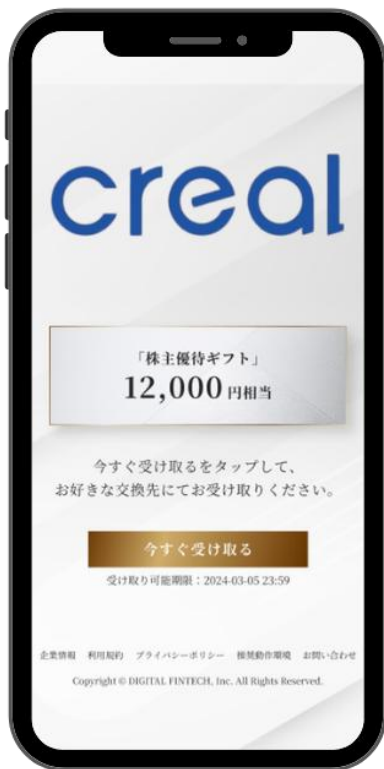 creal
「株主優待ギフト」
12,000円相当
今すぐ受け取るをタップして、
お好きな交換先にてお受け取りください。
今すぐ受け取る
受け取り可能期限：2024-03-05 23:59
企業情報 利用規約 プライバシーポリシー 推奨動作環境 お問い合わせ
Copyright © DIGITAL FINTECH, Inc. All Rights Reserved.